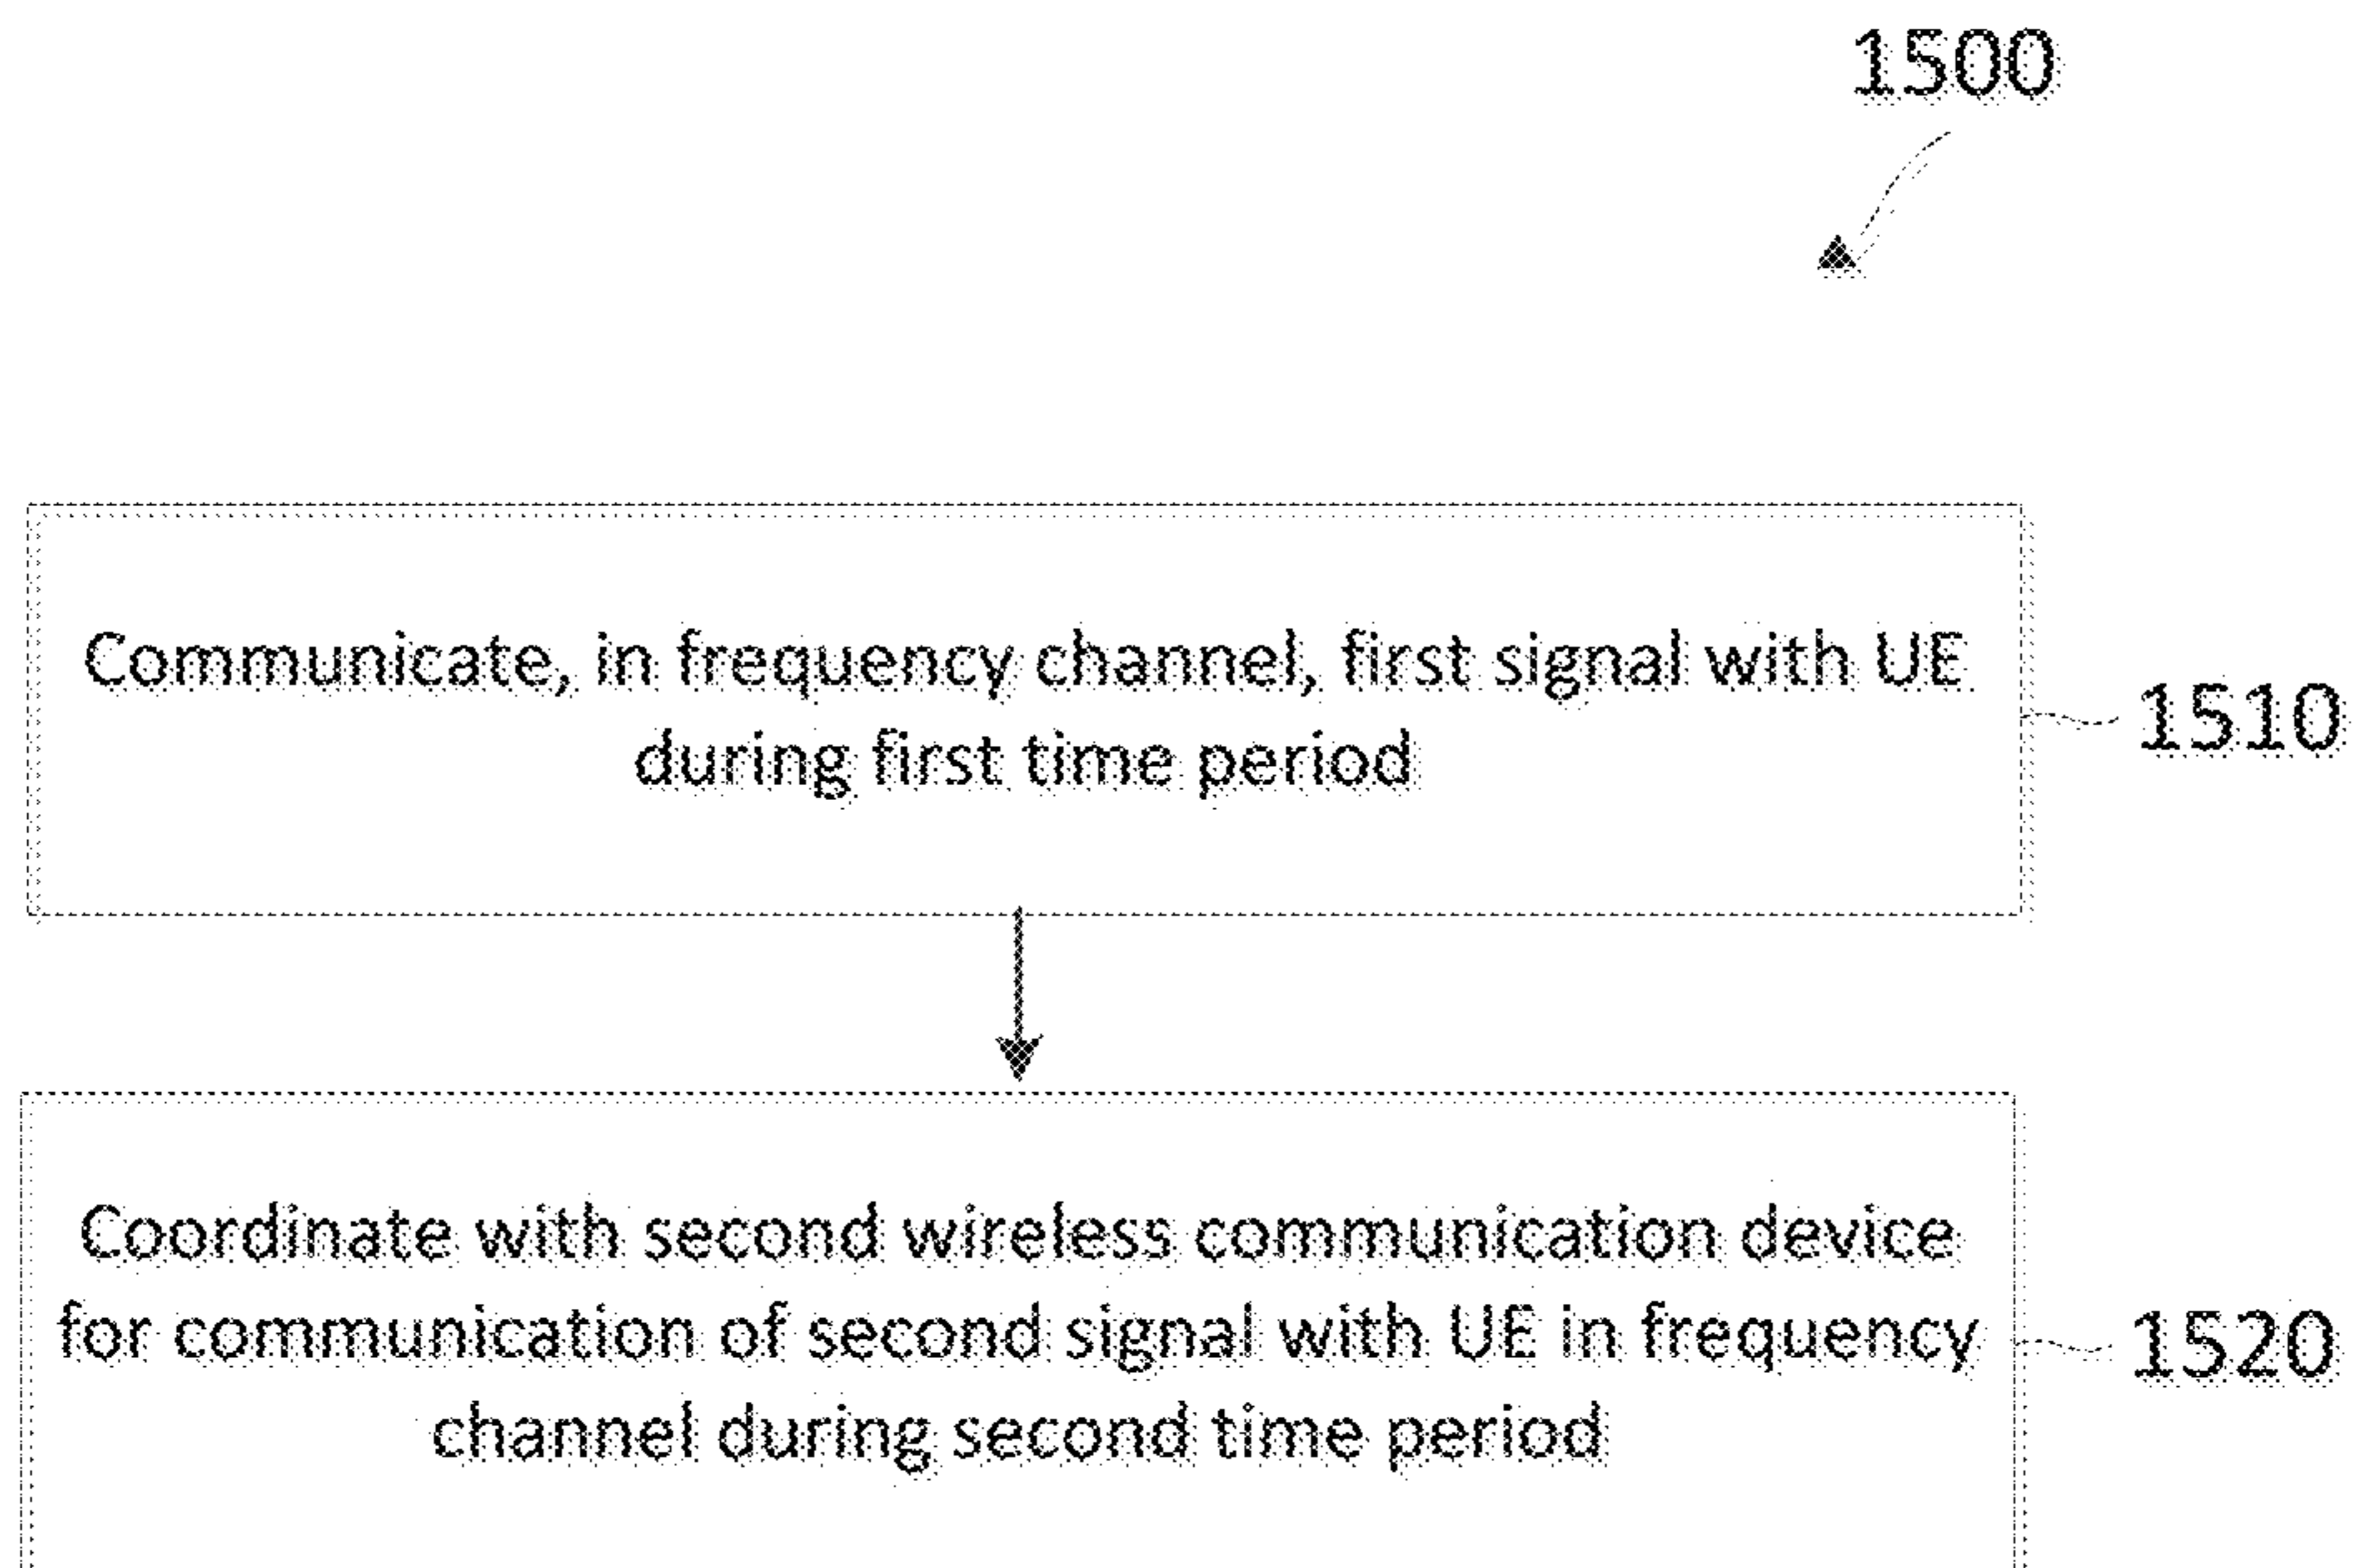 1500
Communicate, in frequency channel, first signal with UE
during first time period
1510
Coordinate with second wireless communication device
for communication of second signal with UE in frequency
channel during second time period
1520